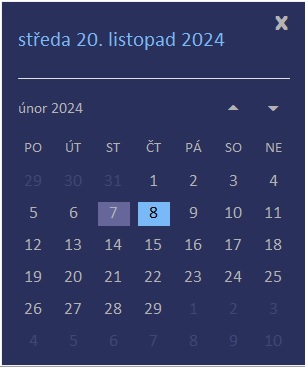 x
středa 20. listopad 2024
únor 2024
PO ÚT ST ČT PÁ SO NE
29 30 31 1 2 3 4
5 6 7 8 9 10 11
12 13 14 15 16 17 18
19 20 21 22 23 24 25
26 27 28 29 1 2 3
4 5 6 7 8 9 10